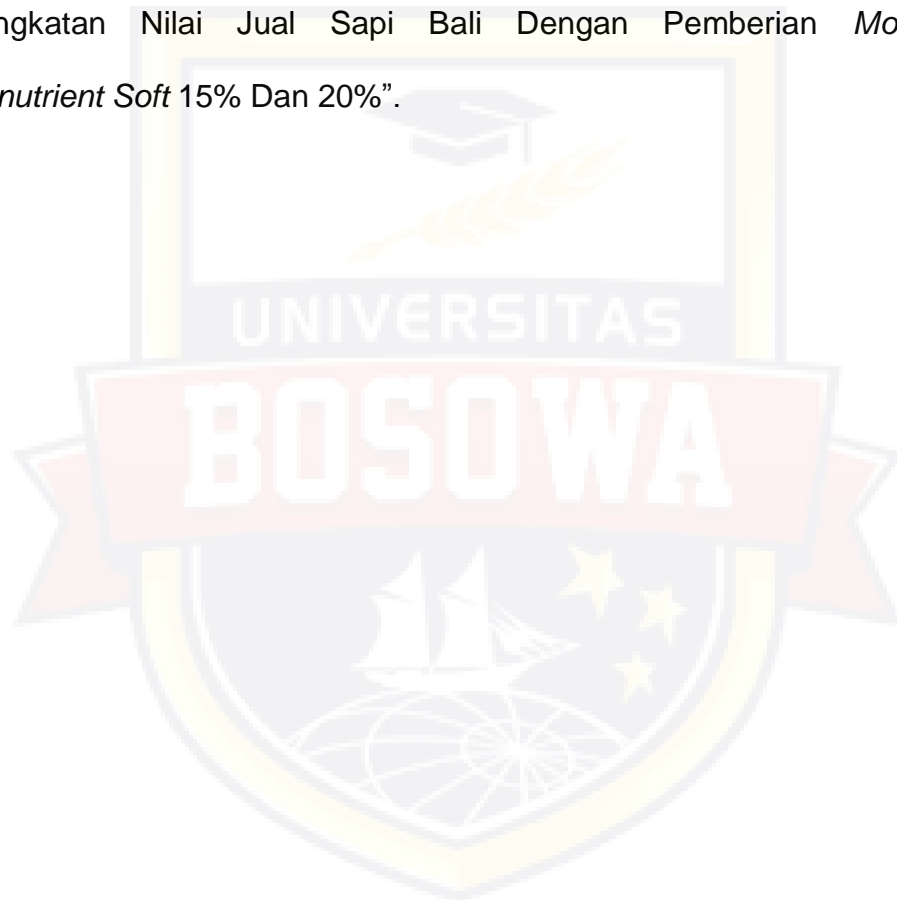 ngkatan Nilai Jual Sapi Bali Dengan Pemberian Mo
nutrient Soft 15% Dan 20%”.
UNIVERSITAS
BOSOWA